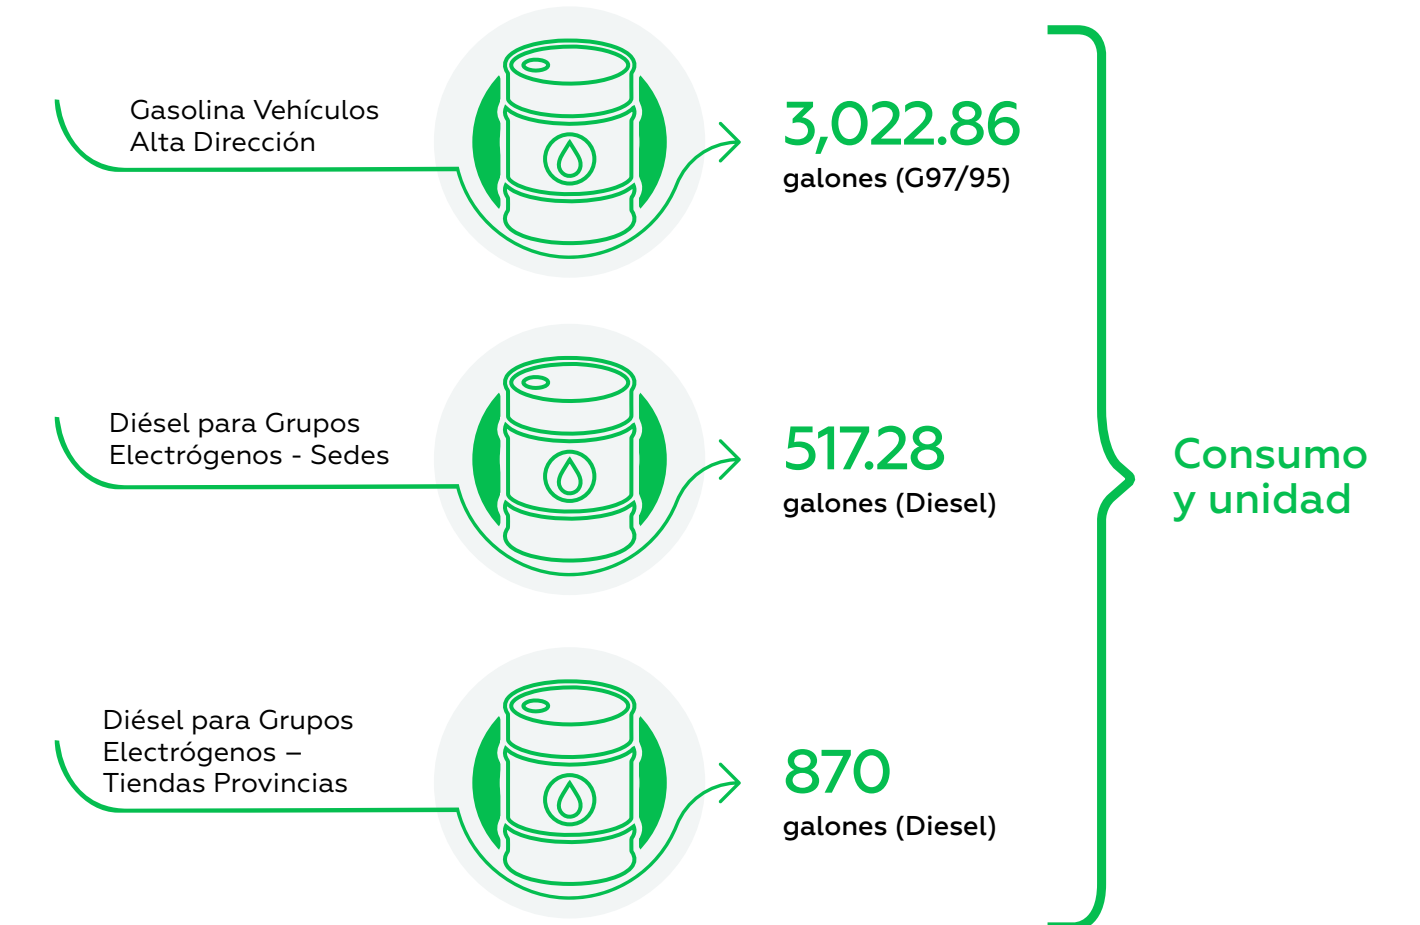 Gasolina Vehículos
Alta Dirección
3,022.86
galones (G97/95)
Diésel para Grupos
Electrógenos - Sedes
517.28
galones (Diesel)
Diésel para Grupos
Electrógenos –
Tiendas Provincias
870
galones (Diesel)
Consumo
y unidad